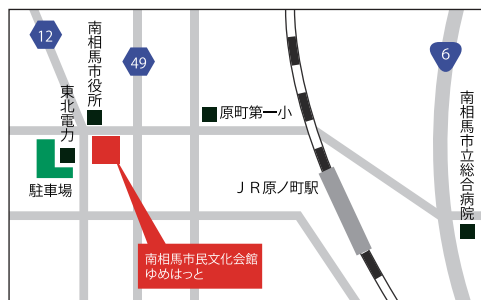 12
南相馬市役所
49
6
東北電力
原町第一小
南相馬市立総合病院
駐車場
ＪＲ原ノ町駅
南相馬市民文化会館
ゆめはっと